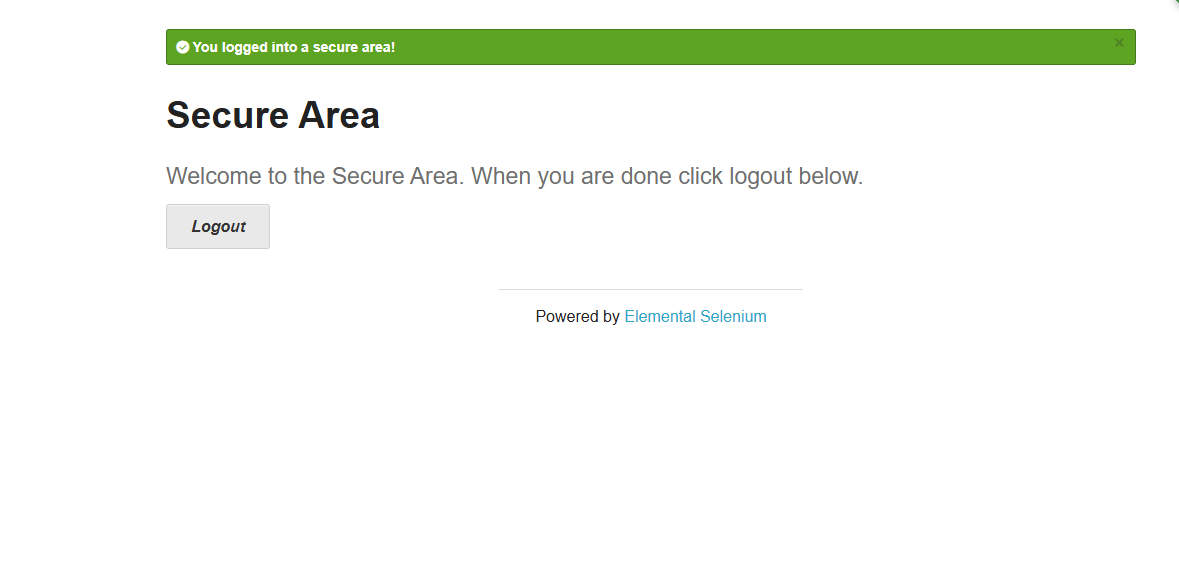 You logged into a secure area!
×
Secure Area
Welcome to the Secure Area. When you are done click logout below.
Logout
Powered by Elemental Selenium